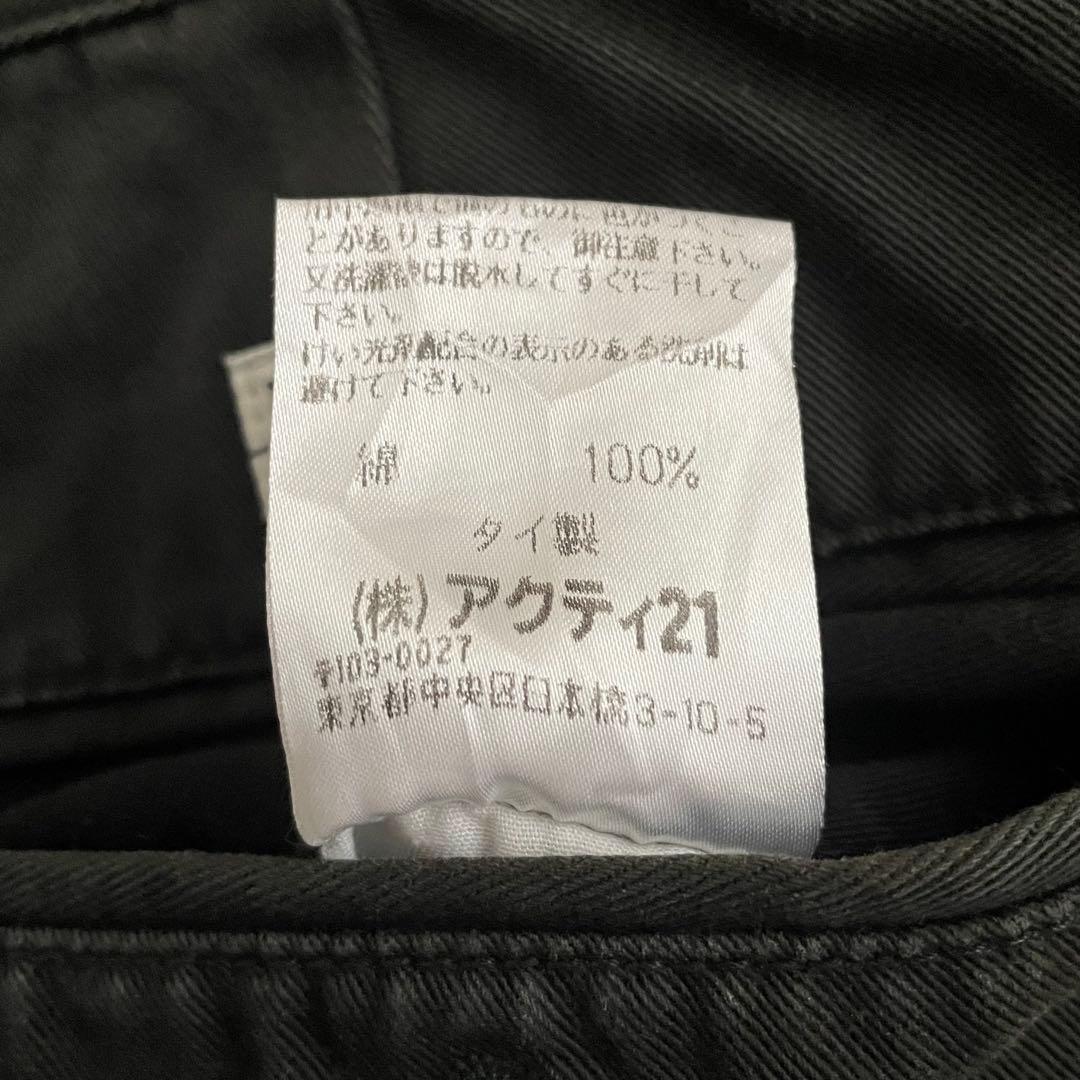 とがありますので、御注意下さい。
又洗濯後は脱水してすぐに干して
下さい。
けい光剤配合の表示のある洗剤は
避けて下さい。
綿 100%
タイ製
(株)アクティ21
〒103-0027
東京都中央区日本橋3-10-5